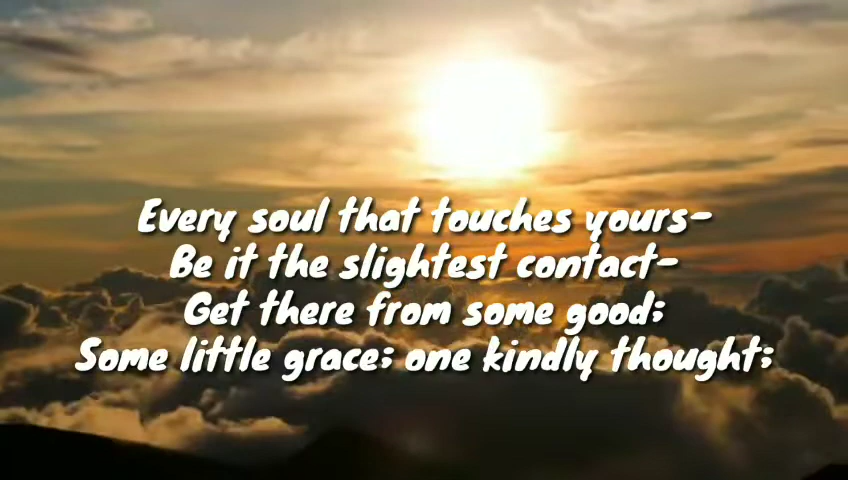 Every soul that touches yours-
Be it the slightest contact-
Get there from some good;
Some little grace; one kindly thought;